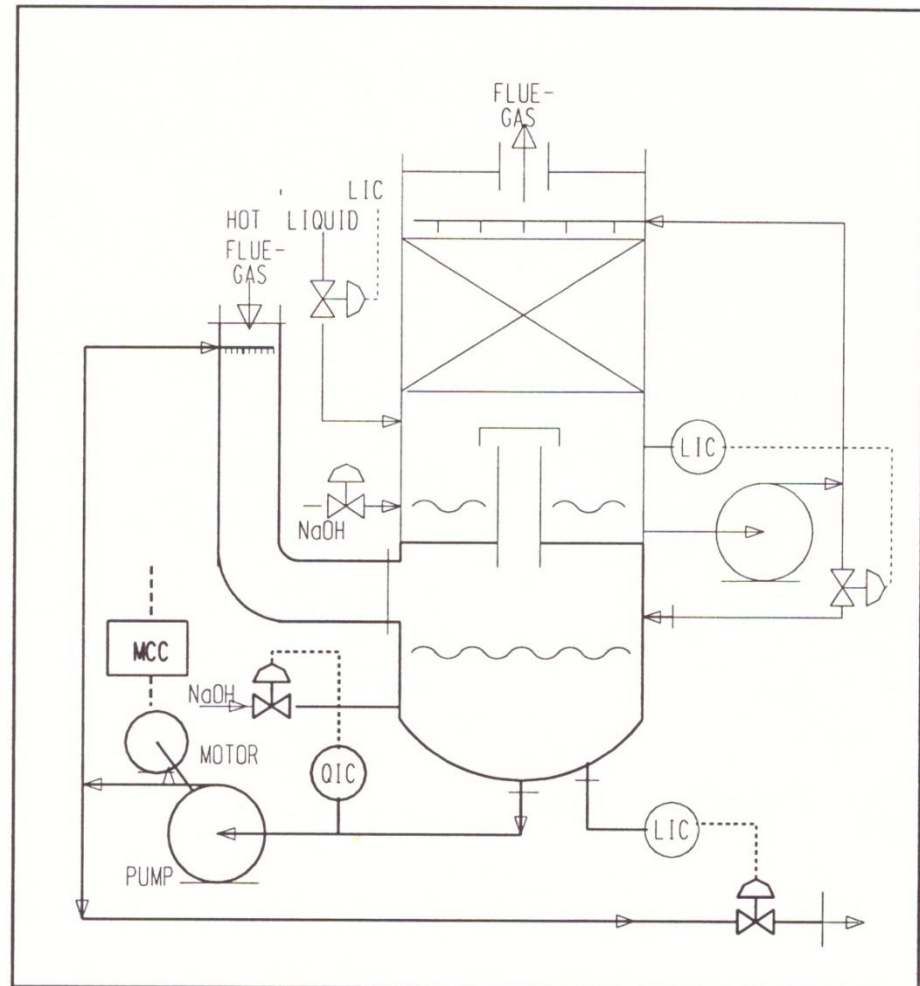 FLUE-
GAS
LIC
HOT
LIQUID
FLUE-
GAS
LIC
NaOH
MCC
NaOH
MOTOR
QIC
LIC
PUMP